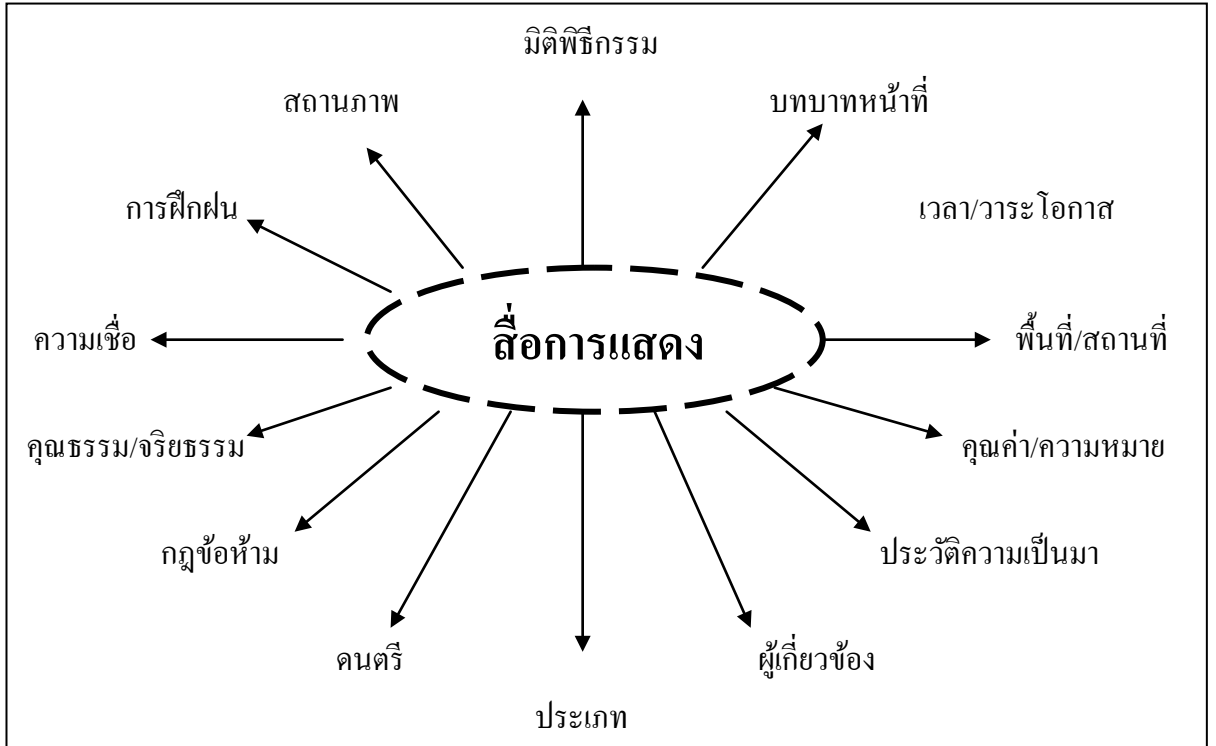 มิติพิธีกรรม
สถานภาพ
บทบาทหน้าที่
การฝึกฝน
เวลา/วาระโอกาส
ความเชื่อ
สื่อการแสดง
พื้นที่/สถานที่
คุณธรรม/จริยธรรม
คุณค่า/ความหมาย
กฎข้อห้าม
ประวัติความเป็นมา
ดนตรี
ผู้เกี่ยวข้อง
ประเภท